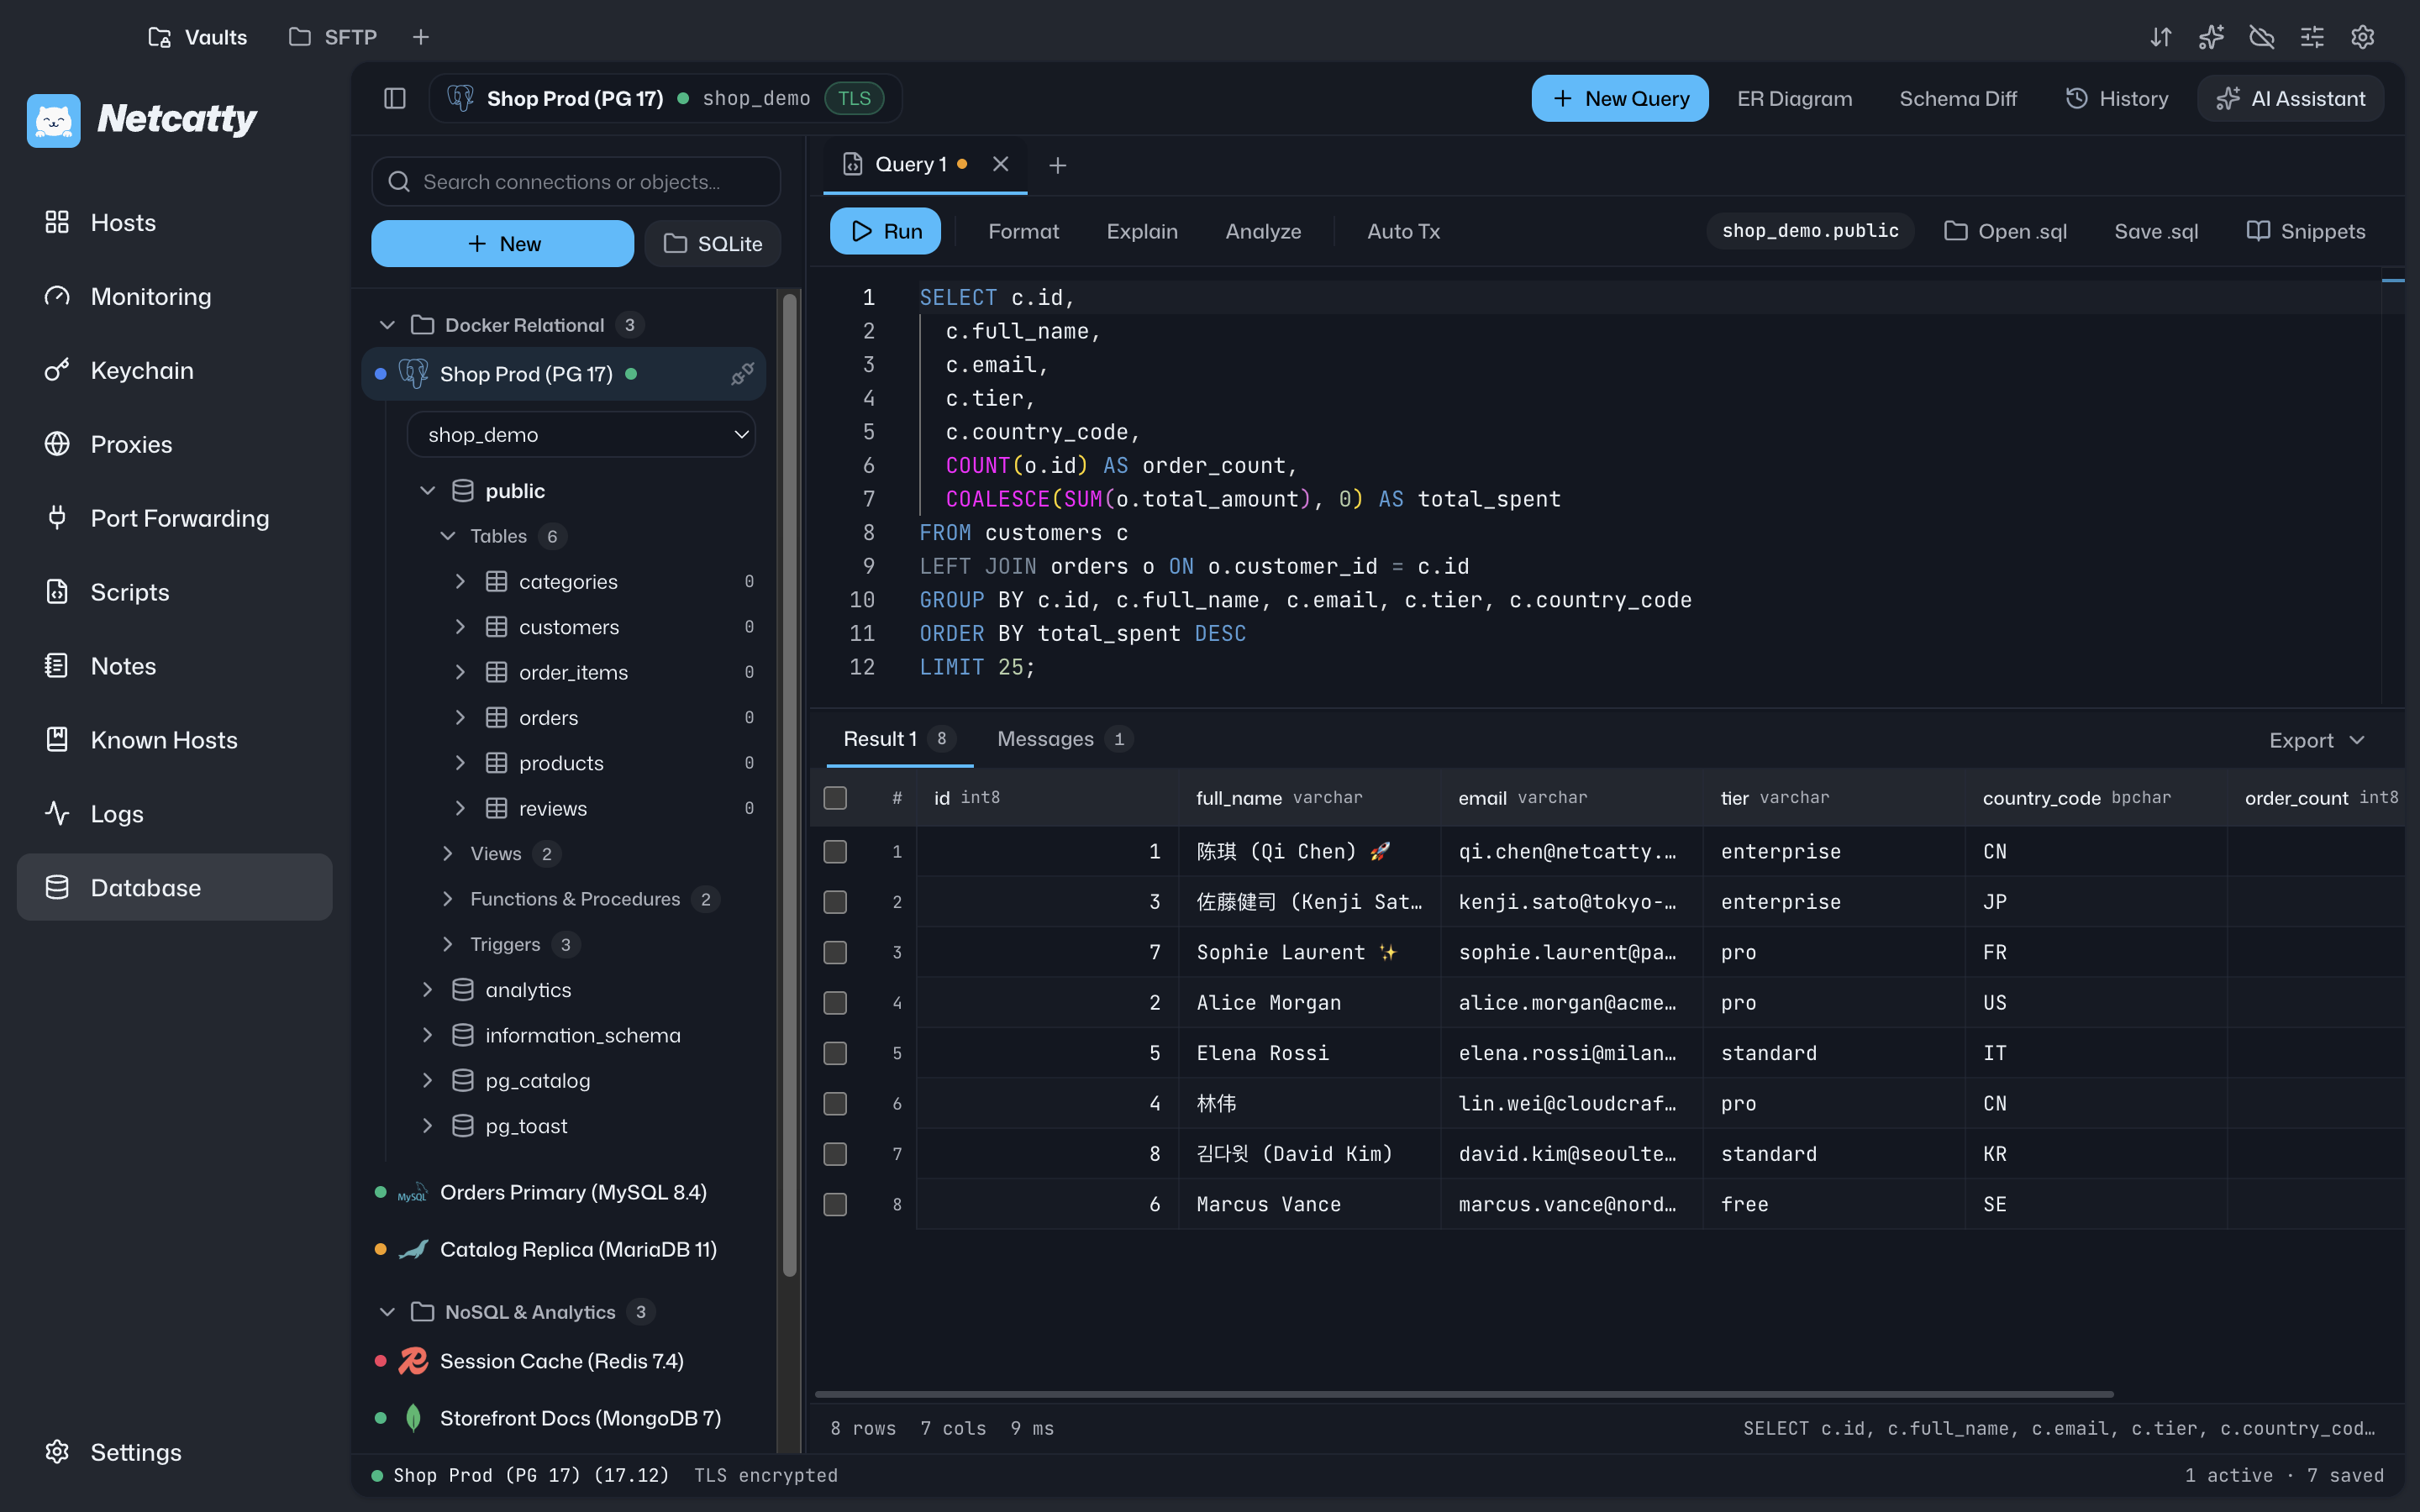 Vaults SFTP
Netcatty
Hosts
Monitoring
Keychain
Proxies
Port Forwarding
Scripts
Notes
Known Hosts
Logs
Database
Settings
Shop Prod (PG 17) shop_demo TLS
New Query ER Diagram Schema Diff History AI Assistant
Search connections or objects...
New SQLite
Docker Relational 3
Shop Prod (PG 17)
shop_demo
public
Tables 6
categories 0
customers 0
order_items 0
orders 0
products 0
reviews 0
Views 2
Functions & Procedures 2
Triggers 3
analytics
information_schema
pg_catalog
pg_toast
MySQL Orders Primary (MySQL 8.4)
Catalog Replica (MariaDB 11)
NoSQL & Analytics 3
Session Cache (Redis 7.4)
Storefront Docs (MongoDB 7)
Query 1
Run Format Explain Analyze Auto Tx shop_demo.public Open .sql Save .sql Snippets
1 SELECT c.id,
2 c.full_name,
3 c.email,
4 c.tier,
5 c.country_code,
6 COUNT(o.id) AS order_count,
7 COALESCE(SUM(o.total_amount), 0) AS total_spent
8 FROM customers c
9 LEFT JOIN orders o ON o.customer_id = c.id
10 GROUP BY c.id, c.full_name, c.email, c.tier, c.country_code
11 ORDER BY total_spent DESC
12 LIMIT 25;
Result 1 8 Messages 1 Export
# id int8 full_name varchar email varchar tier varchar country_code bpchar order_count int8
1 1 陈琪 (Qi Chen) 🚀 qi.chen@netcatty.… enterprise CN
2 3 佐藤健司 (Kenji Sat… kenji.sato@tokyo-… enterprise JP
3 7 Sophie Laurent ✨ sophie.laurent@pa… pro FR
4 2 Alice Morgan alice.morgan@acme… pro US
5 5 Elena Rossi elena.rossi@milan… standard IT
6 4 林伟 lin.wei@cloudcraf… pro CN
7 8 김다윗 (David Kim) david.kim@seoulte… standard KR
8 6 Marcus Vance marcus.vance@nord… free SE
8 rows 7 cols 9 ms SELECT c.id, c.full_name, c.email, c.tier, c.country_cod…
Shop Prod (PG 17) (17.12) TLS encrypted 1 active · 7 saved